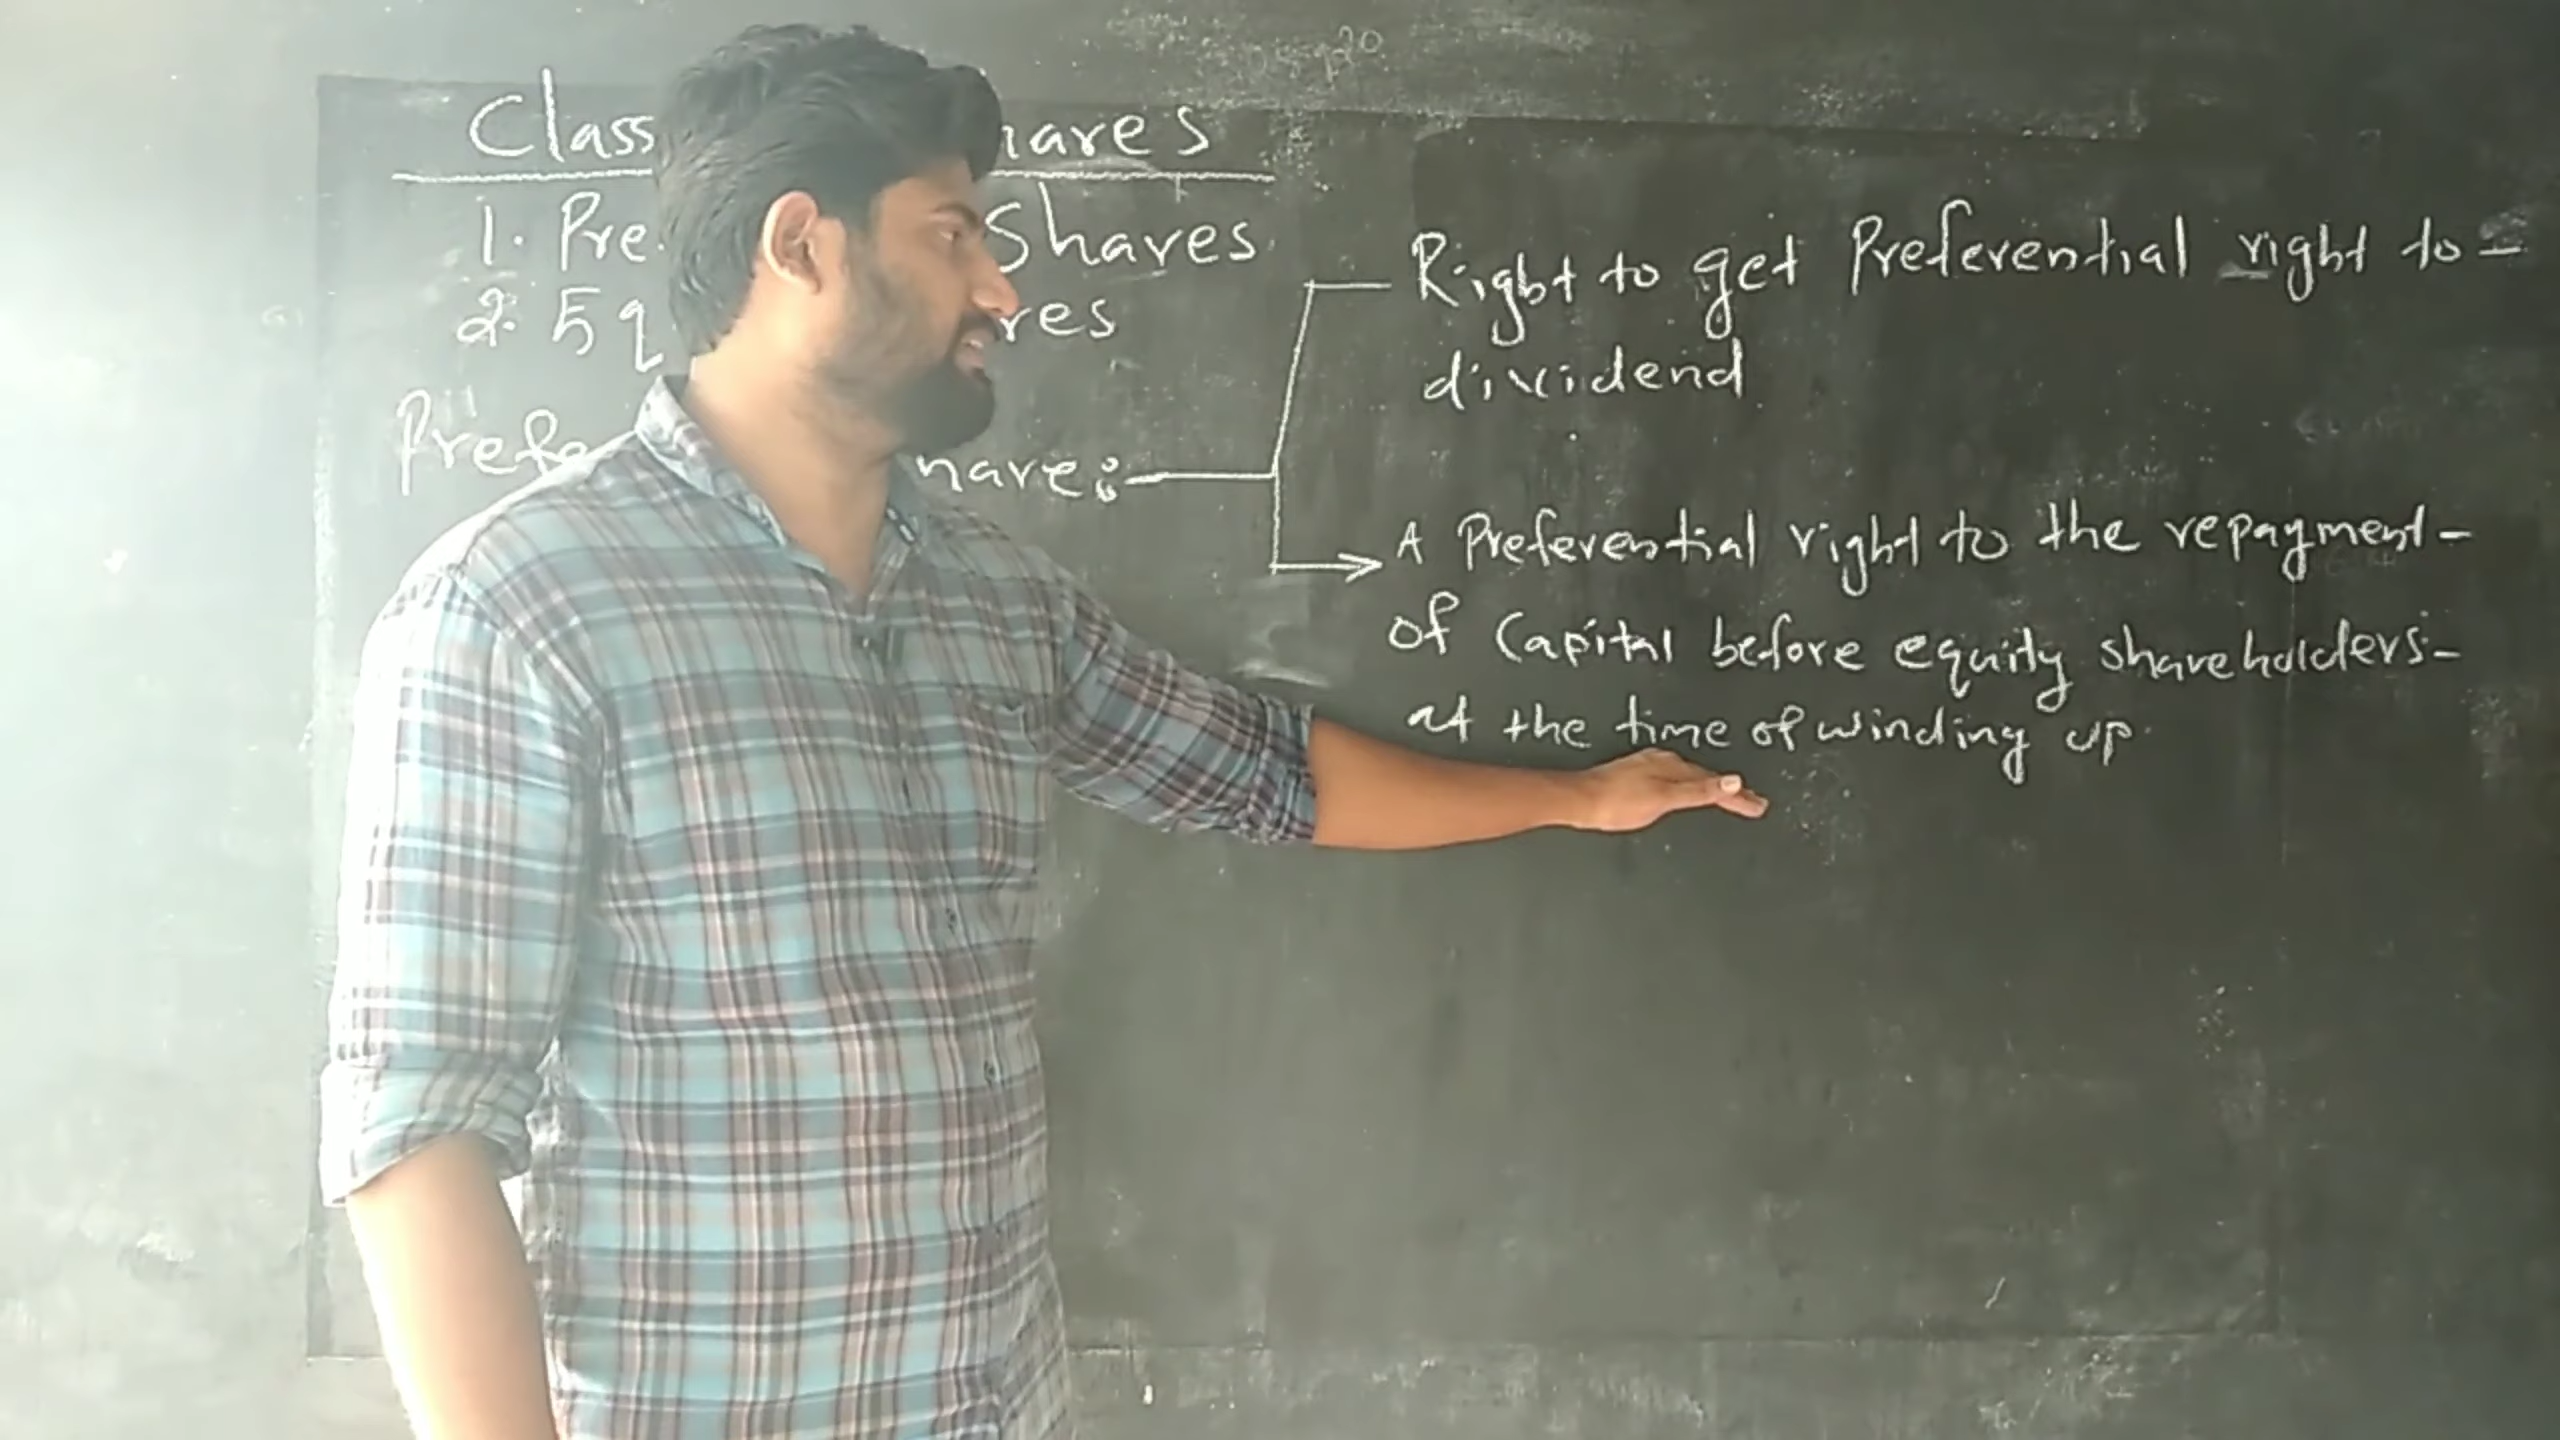 Class ares
1. Pre Shares
2. Eq res
Prefe hare:
Right to get Preferential right to -
dividend
A Preferential right to the repayment -
of Capital before equity shareholders -
at the time of winding up.